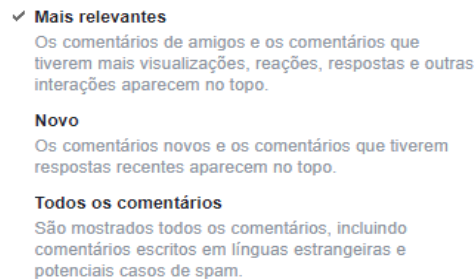 Mais relevantes
Os comentários de amigos e os comentários que
tiverem mais visualizações, reações, respostas e outras
interações aparecem no topo.
Novo
Os comentários novos e os comentários que tiverem
respostas recentes aparecem no topo.
Todos os comentários
São mostrados todos os comentários, incluindo
comentários escritos em línguas estrangeiras e
potenciais casos de spam.